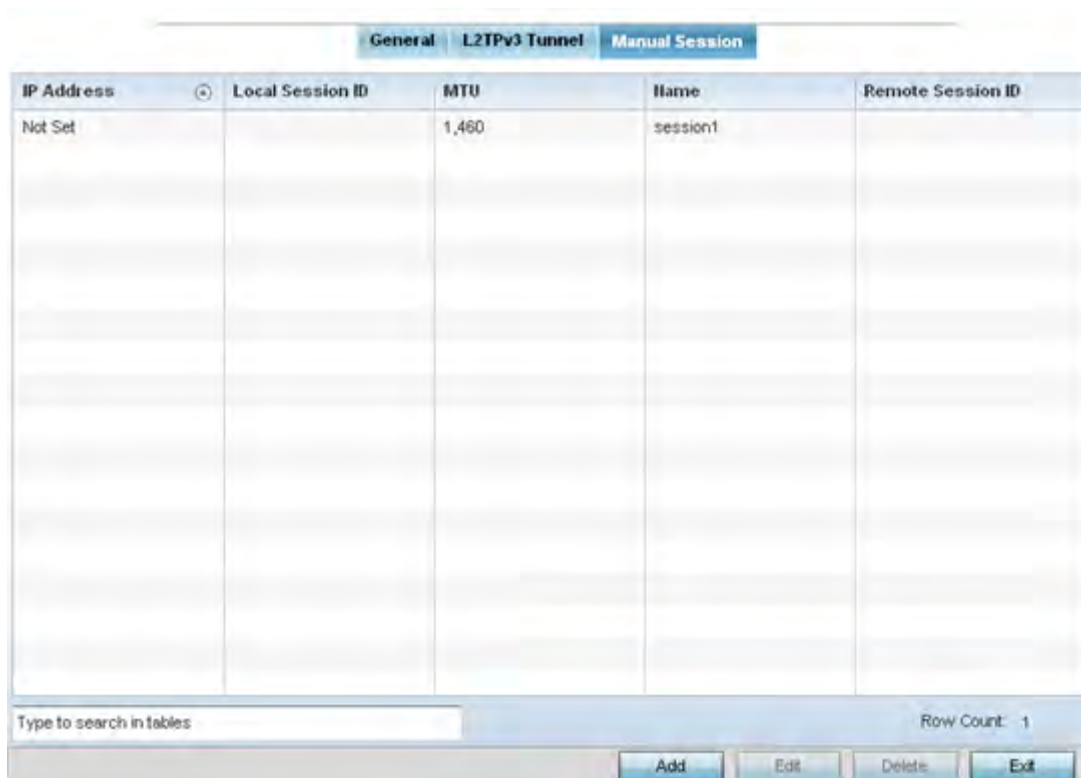 General L2TPv3 Tunnel Manual Session
IP Address Local Session ID MTU Name Remote Session ID
Not Set 1,460 session1
Type to search in tables Row Count: 1
Add Edit Delete Exit